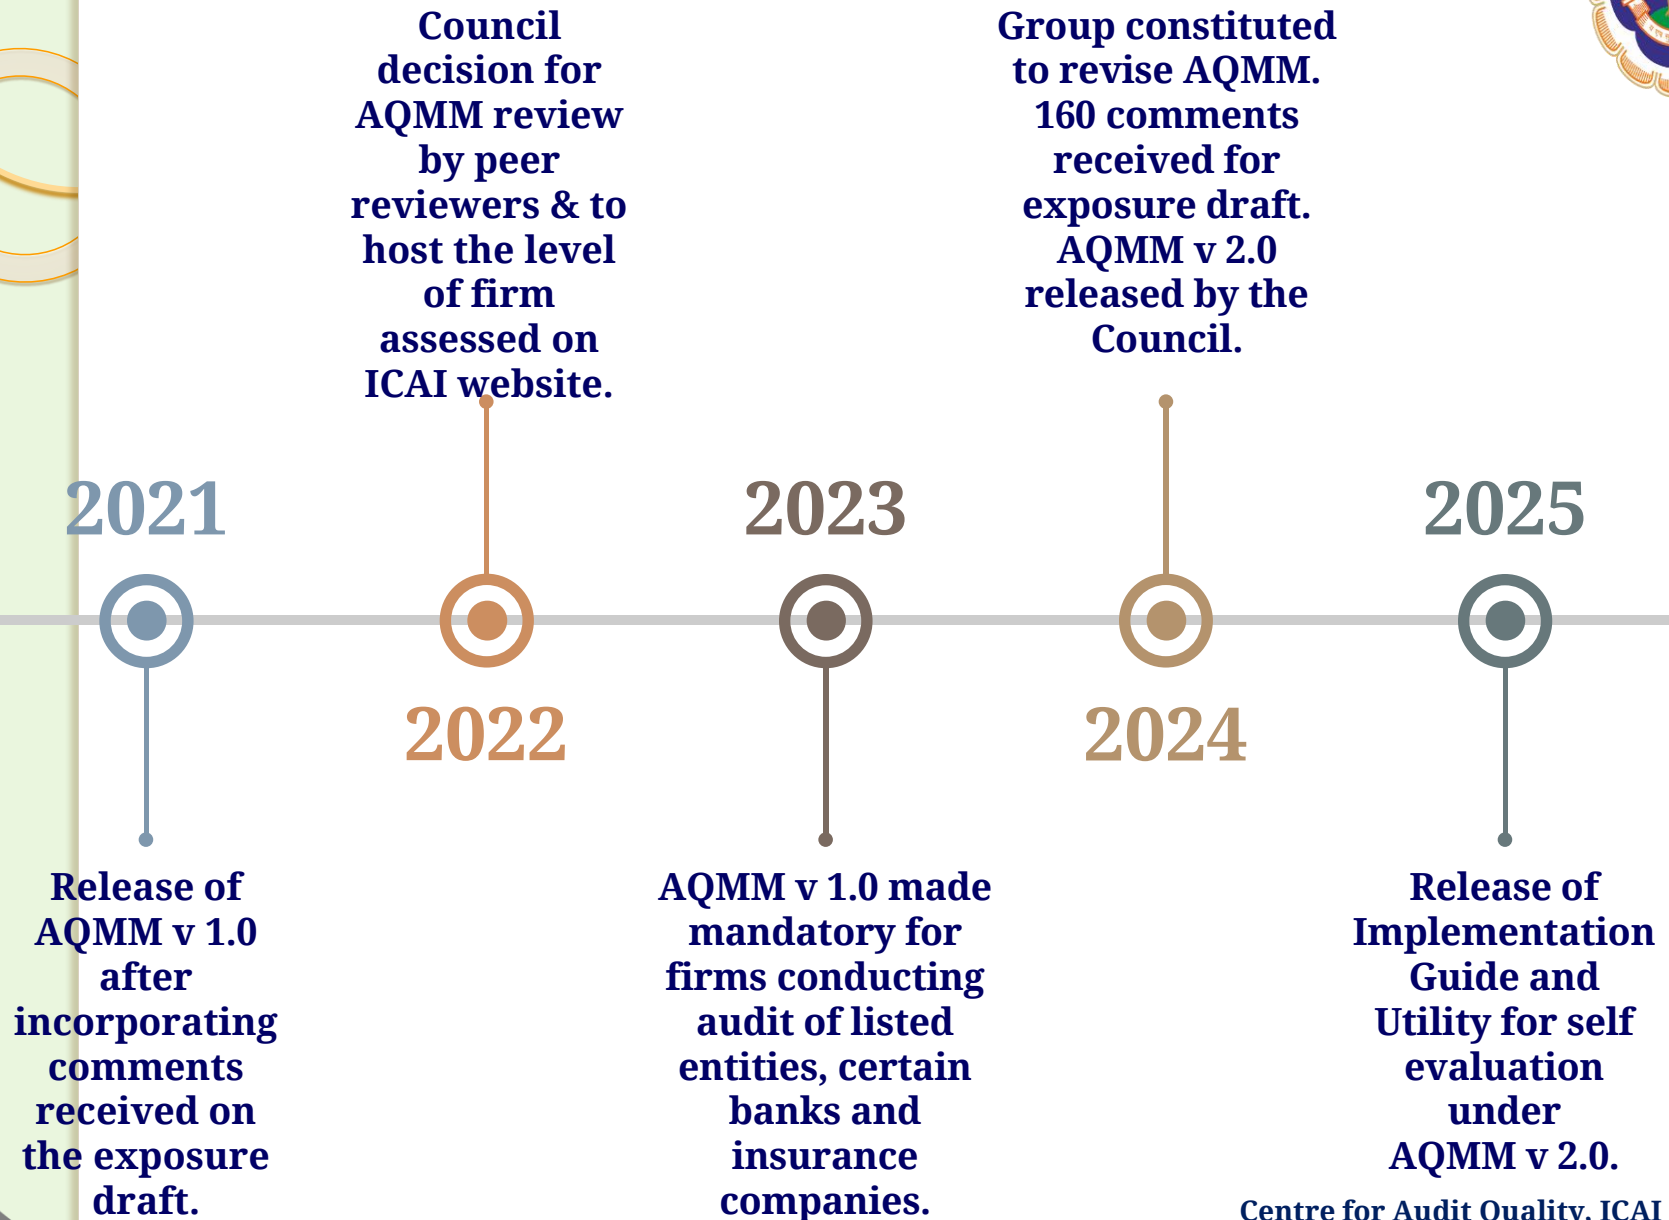 Council
decision for
AQMM review
by peer
reviewers & to
host the level
of firm
assessed on
ICAI website.
Group constituted
to revise AQMM.
160 comments
received for
exposure draft.
AQMM v 2.0
released by the
Council.
2021
2023
2025
2022
2024
Release of
AQMM v 1.0
after
incorporating
comments
received on
the exposure
draft.
AQMM v 1.0 made
mandatory for
firms conducting
audit of listed
entities, certain
banks and
insurance
companies.
Release of
Implementation
Guide and
Utility for self
evaluation
under
AQMM v 2.0.
Centre for Audit Quality, ICAI